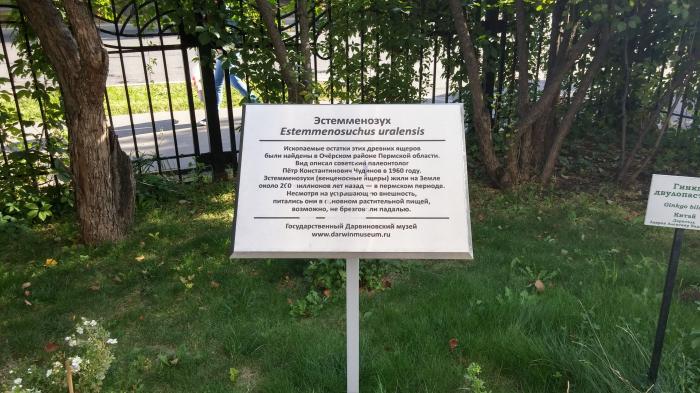 Эстемменозух
Estemmenosuchus uralensis
Ископаемые остатки этих древних ящеров
были найдены в Очёрском районе Пермской области.
Вид описал советский палеонтолог
Пётр Константинович Чудинов в 1960 году.
Эстемменозухи (венценосные ящеры) жили на Земле
около миллионов лет назад — в пермском периоде.
Несмотря на устрашающую внешность,
питались они в основном растительной пищей,
возможно, не брезговали падалью.
Государственный Дарвиновский музей
www.darwinmuseum.ru
Гинкго
двулопаст
Ginkgo bil
Китай